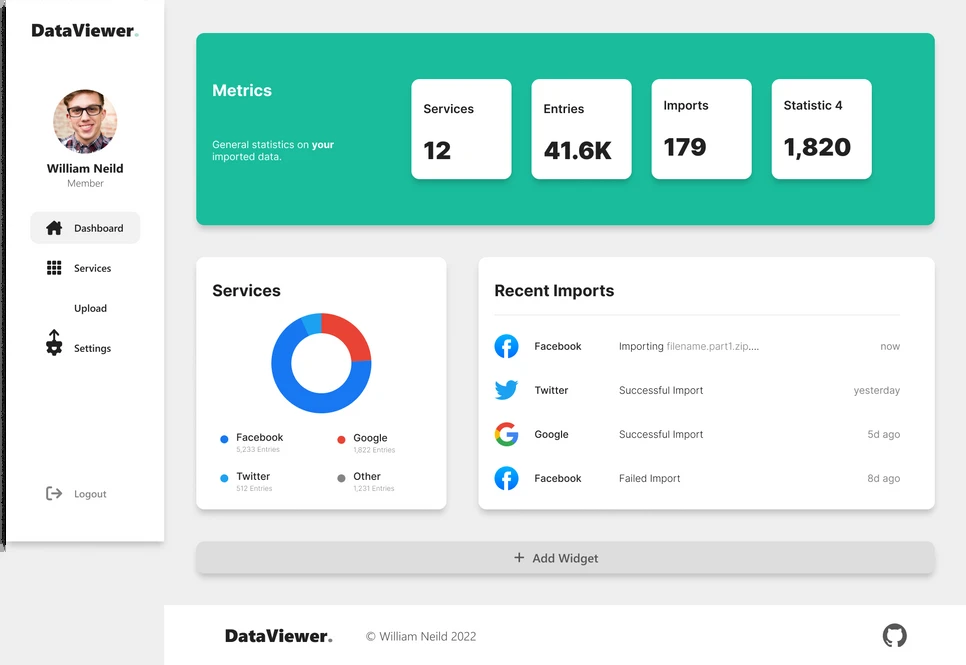 DataViewer.
William Neild
Member
Dashboard
Services
Upload
Settings
Logout
Metrics
General statistics on your
imported data.
Services
12
Entries
41.6K
Imports
179
Statistic 4
1,820
Services
Facebook
5,233 Entries
Google
1,822 Entries
Twitter
512 Entries
Other
1,231 Entries
Recent Imports
Facebook Importing filename.part1.zip.... now
Twitter Successful Import yesterday
Google Successful Import 5d ago
Facebook Failed Import 8d ago
+ Add Widget
DataViewer. © William Neild 2022